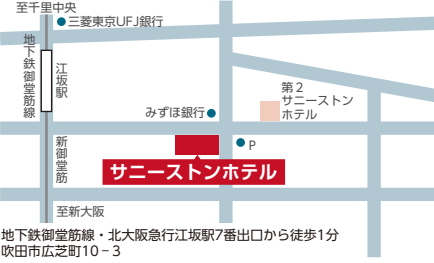 至千里中央
三菱東京UFJ銀行
地下鉄御堂筋線
江坂駅
第2
サニーストン
ホテル
みずほ銀行
P
新御堂筋
サニーストンホテル
至新大阪
地下鉄御堂筋線・北大阪急行江坂駅7番出口から徒歩1分
吹田市広芝町10－3